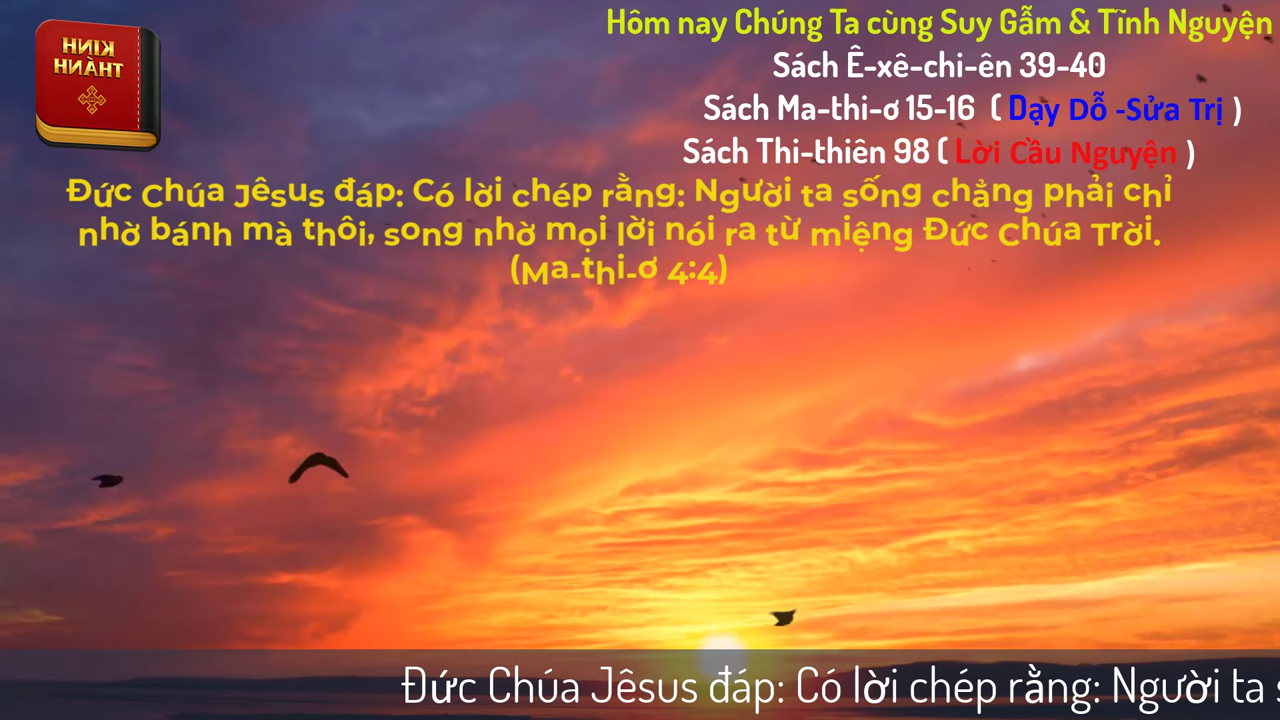 KINH
THÀNH
Hôm nay Chúng Ta cùng Suy Gẫm & Tĩnh Nguyện
Sách Ê-xê-chi-ên 39-40
Sách Ma-thi-ơ 15-16 ( Dạy Dỗ -Sửa Trị )
Sách Thi-thiên 98 ( Lời Cầu Nguyện )
Đức Chúa Jêsus đáp: Có lời chép rằng: Người ta sống chẳng phải chỉ
nhờ bánh mà thôi, song nhờ mọi lời nói ra từ miệng Đức Chúa Trời.
(Ma-thi-ơ 4:4)
Đức Chúa Jêsus đáp: Có lời chép rằng: Người ta